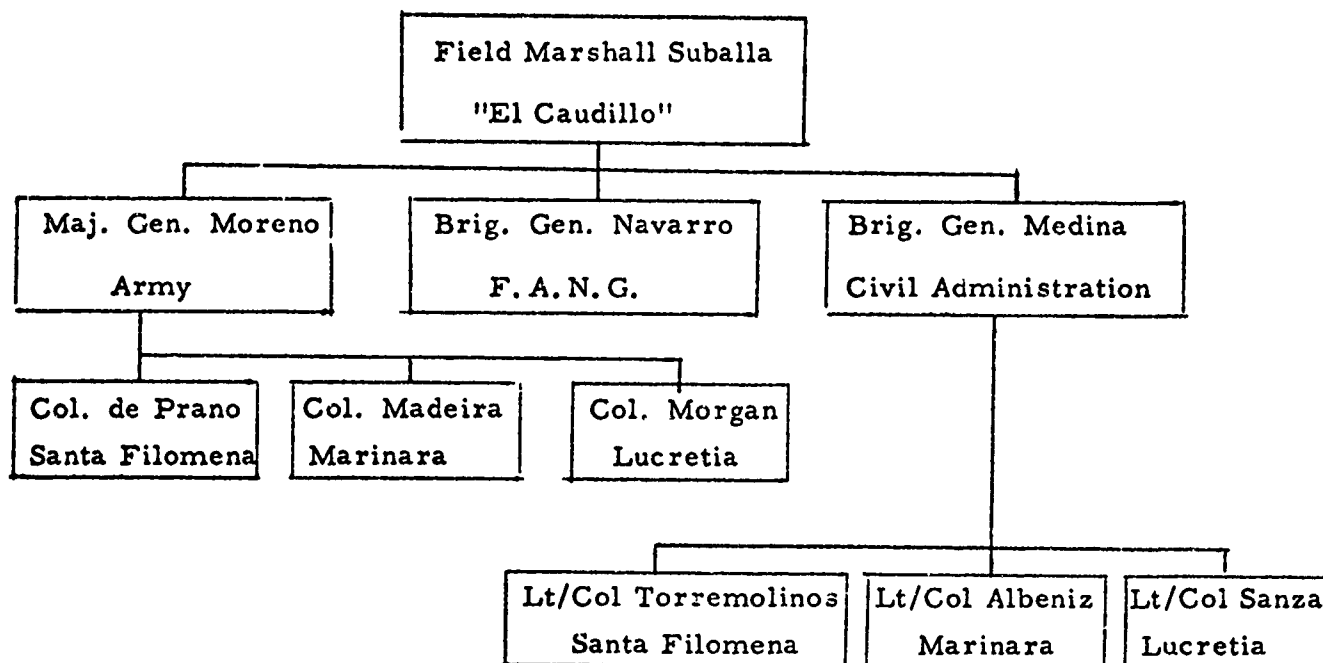 Field Marshall Suballa
"El Caudillo"
Maj. Gen. Moreno
Army
Brig. Gen. Navarro
F. A. N. G.
Brig. Gen. Medina
Civil Administration
Col. de Prano
Santa Filomena
Col. Madeira
Marinara
Col. Morgan
Lucretia
Lt/Col Torremolinos
Santa Filomena
Lt/Col Albeniz
Marinara
Lt/Col Sanza
Lucretia